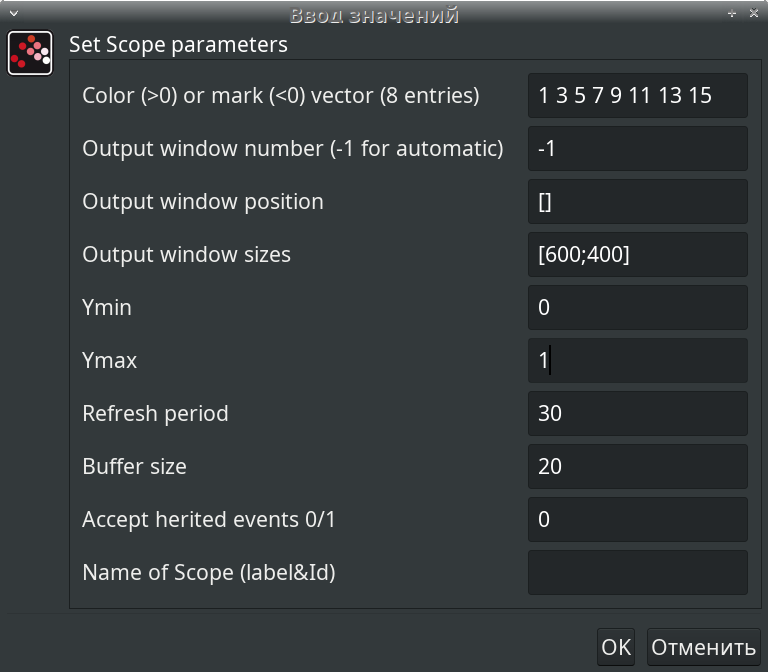 Ввод значений
Set Scope parameters
Color (>0) or mark (<0) vector (8 entries) 1 3 5 7 9 11 13 15
Output window number (-1 for automatic) -1
Output window position []
Output window sizes [600;400]
Ymin 0
Ymax 1
Refresh period 30
Buffer size 20
Accept herited events 0/1 0
Name of Scope (label&Id)
OK Отменить